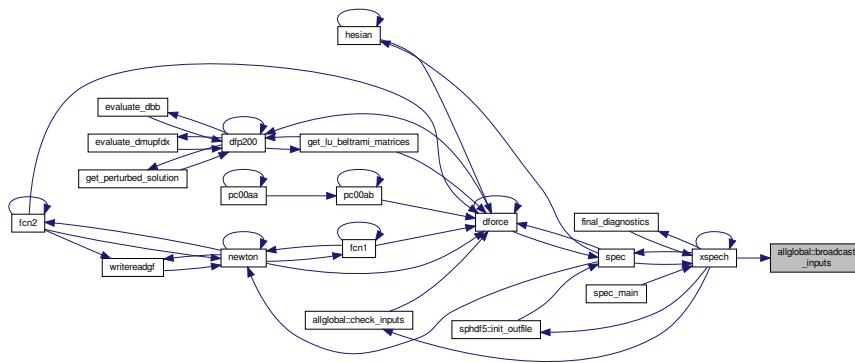 hesian
evaluate_dbb
evaluate_dmupfdx
dfp200
get_lu_beltrami_matrices
get_perturbed_solution
pc00aa
pc00ab
fcn2
dforce
final_diagnostics
fcn1
newton
spec
xspech
allglobal::broadcast
_inputs
writereadgf
spec_main
allglobal::check_inputs
sphdf5::init_outfile